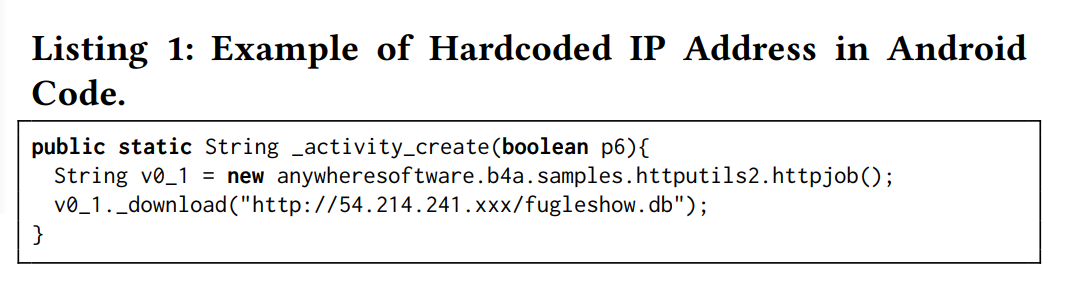 Listing 1: Example of Hardcoded IP Address in Android
Code.
public static String _activity_create(boolean p6){
  String v0_1 = new anywheresoftware.b4a.samples.httputils2.httpjob();
  v0_1._download("http://54.214.241.xxx/fugleshow.db");
}